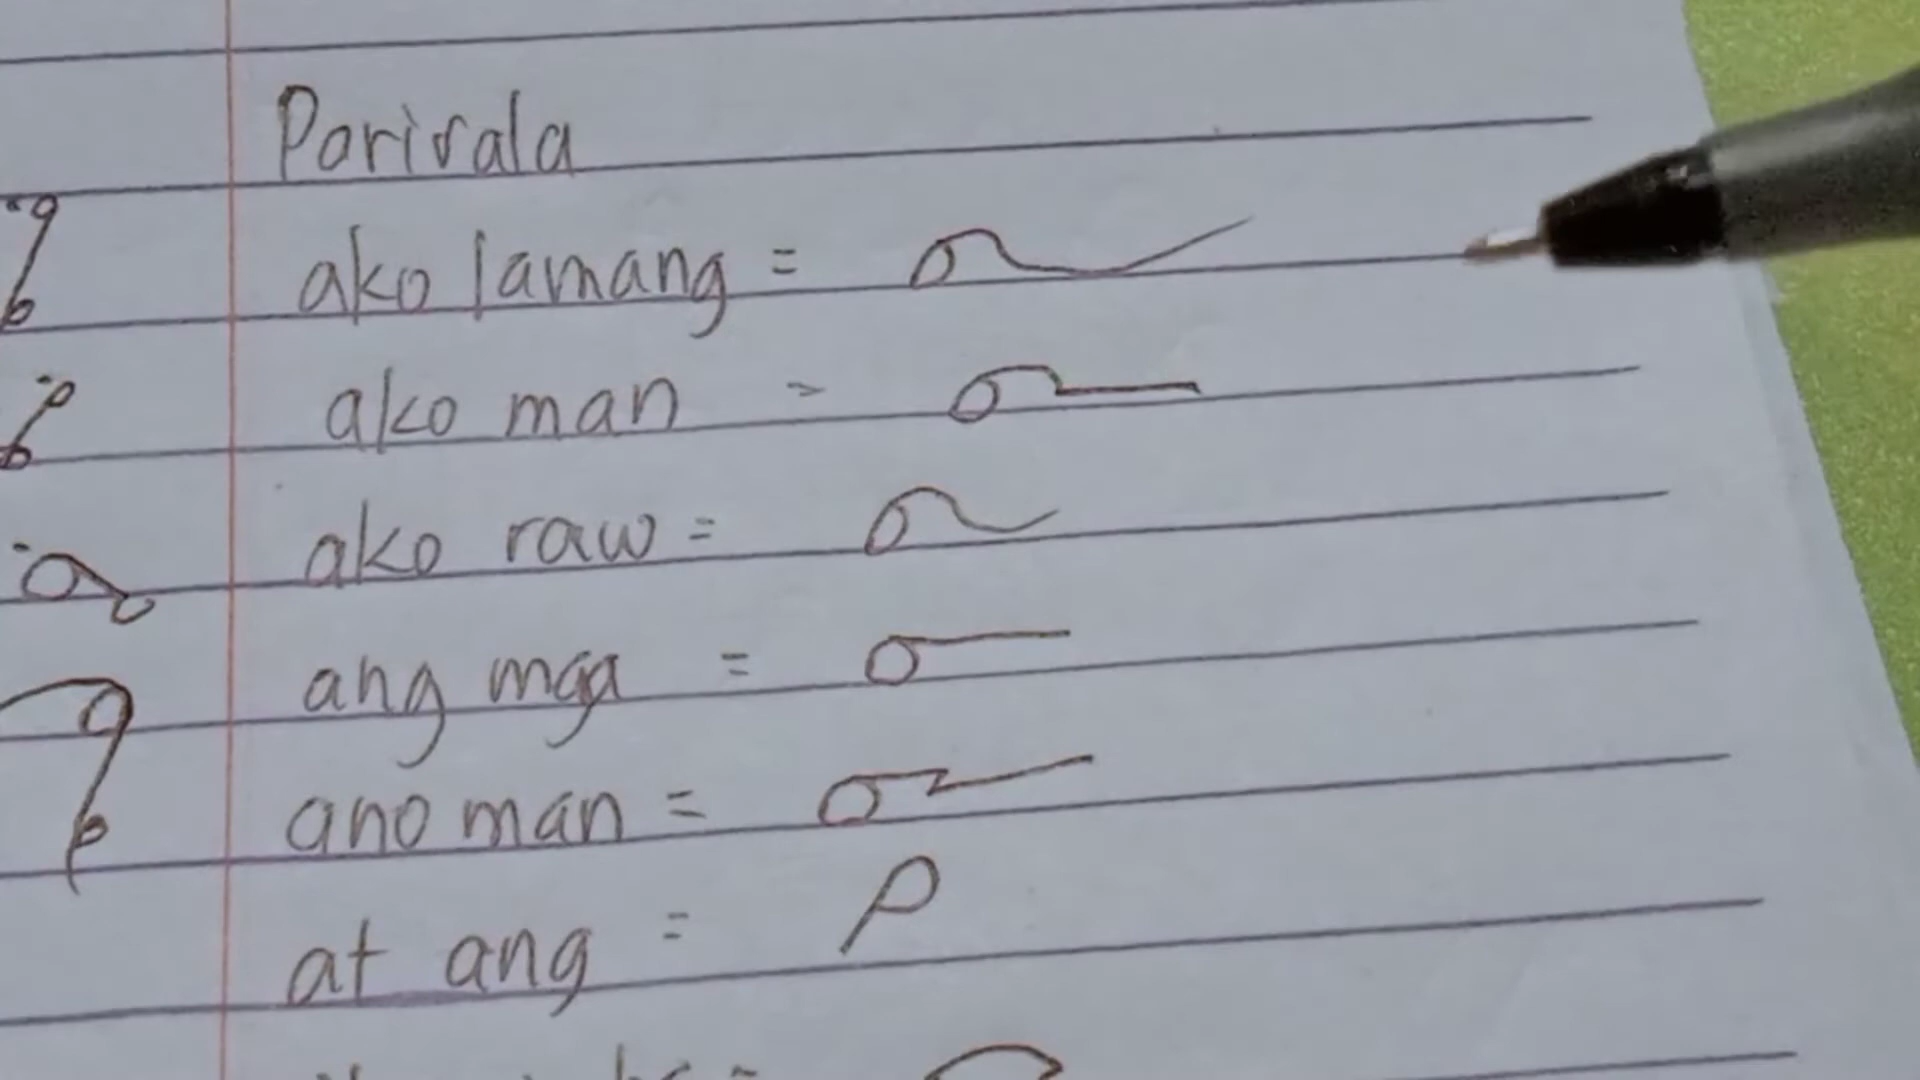 Parirala
ako lamang =
ako man =
ako raw =
ang mga =
ano man =
at ang =